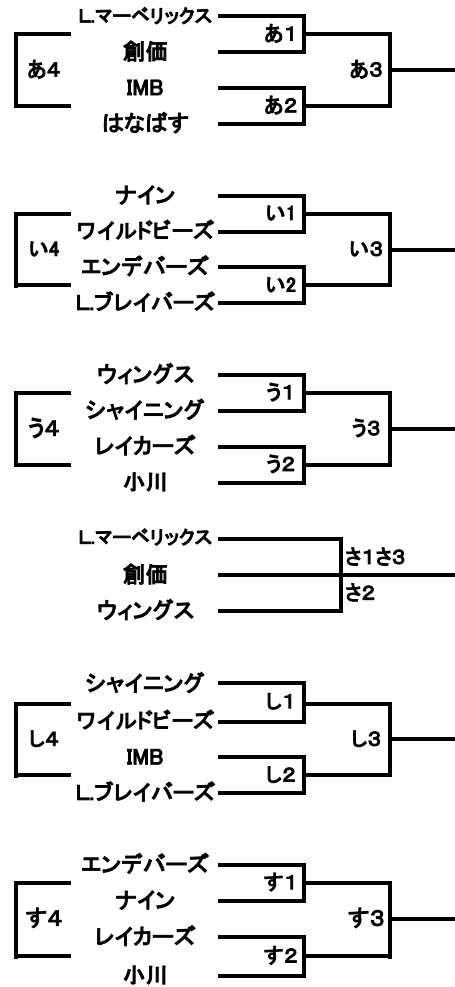 L.マーベリックス
あ1
創価
あ4
あ3
IMB
あ2
はなばす
ナイン
い1
ワイルドビーズ
い4
い3
エンデバーズ
い2
L.ブレイバーズ
ウィングス
う1
シャイニング
う4
う3
レイカーズ
う2
小川
L.マーベリックス
さ1さ3
創価
さ2
ウィングス
シャイニング
し1
ワイルドビーズ
し4
し3
IMB
し2
L.ブレイバーズ
エンデバーズ
す1
ナイン
す4
す3
レイカーズ
す2
小川